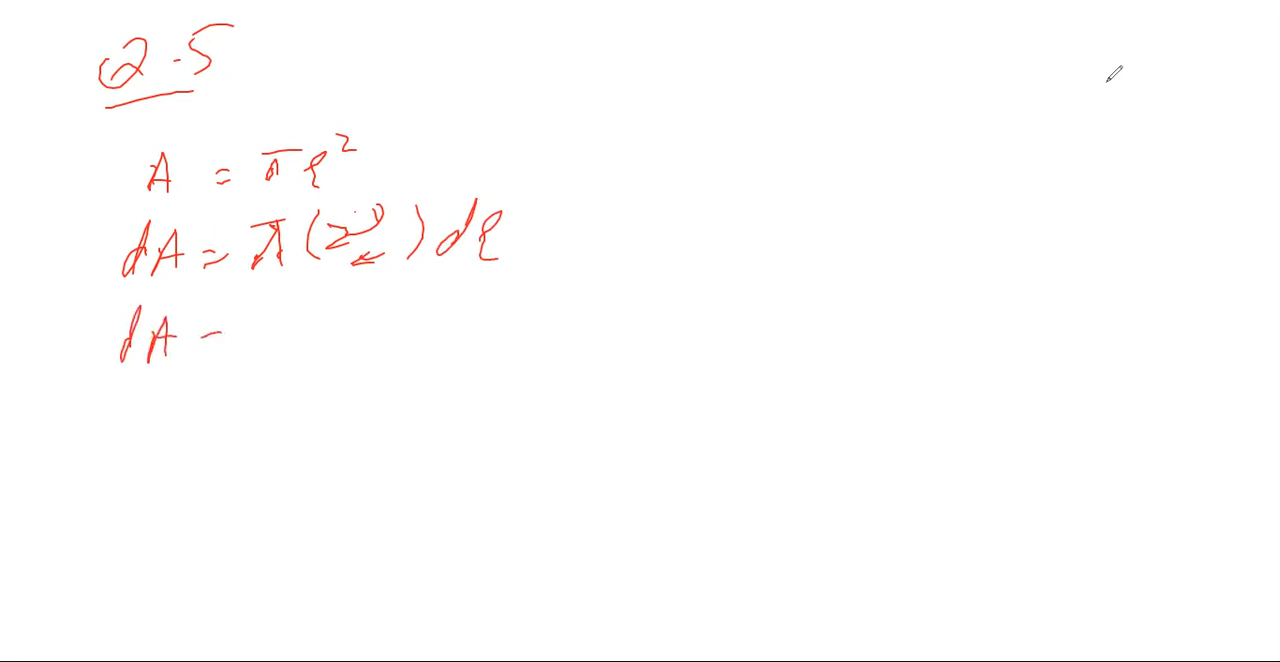 Q.5
A = πr²
dA = π(2r)dr
dA =